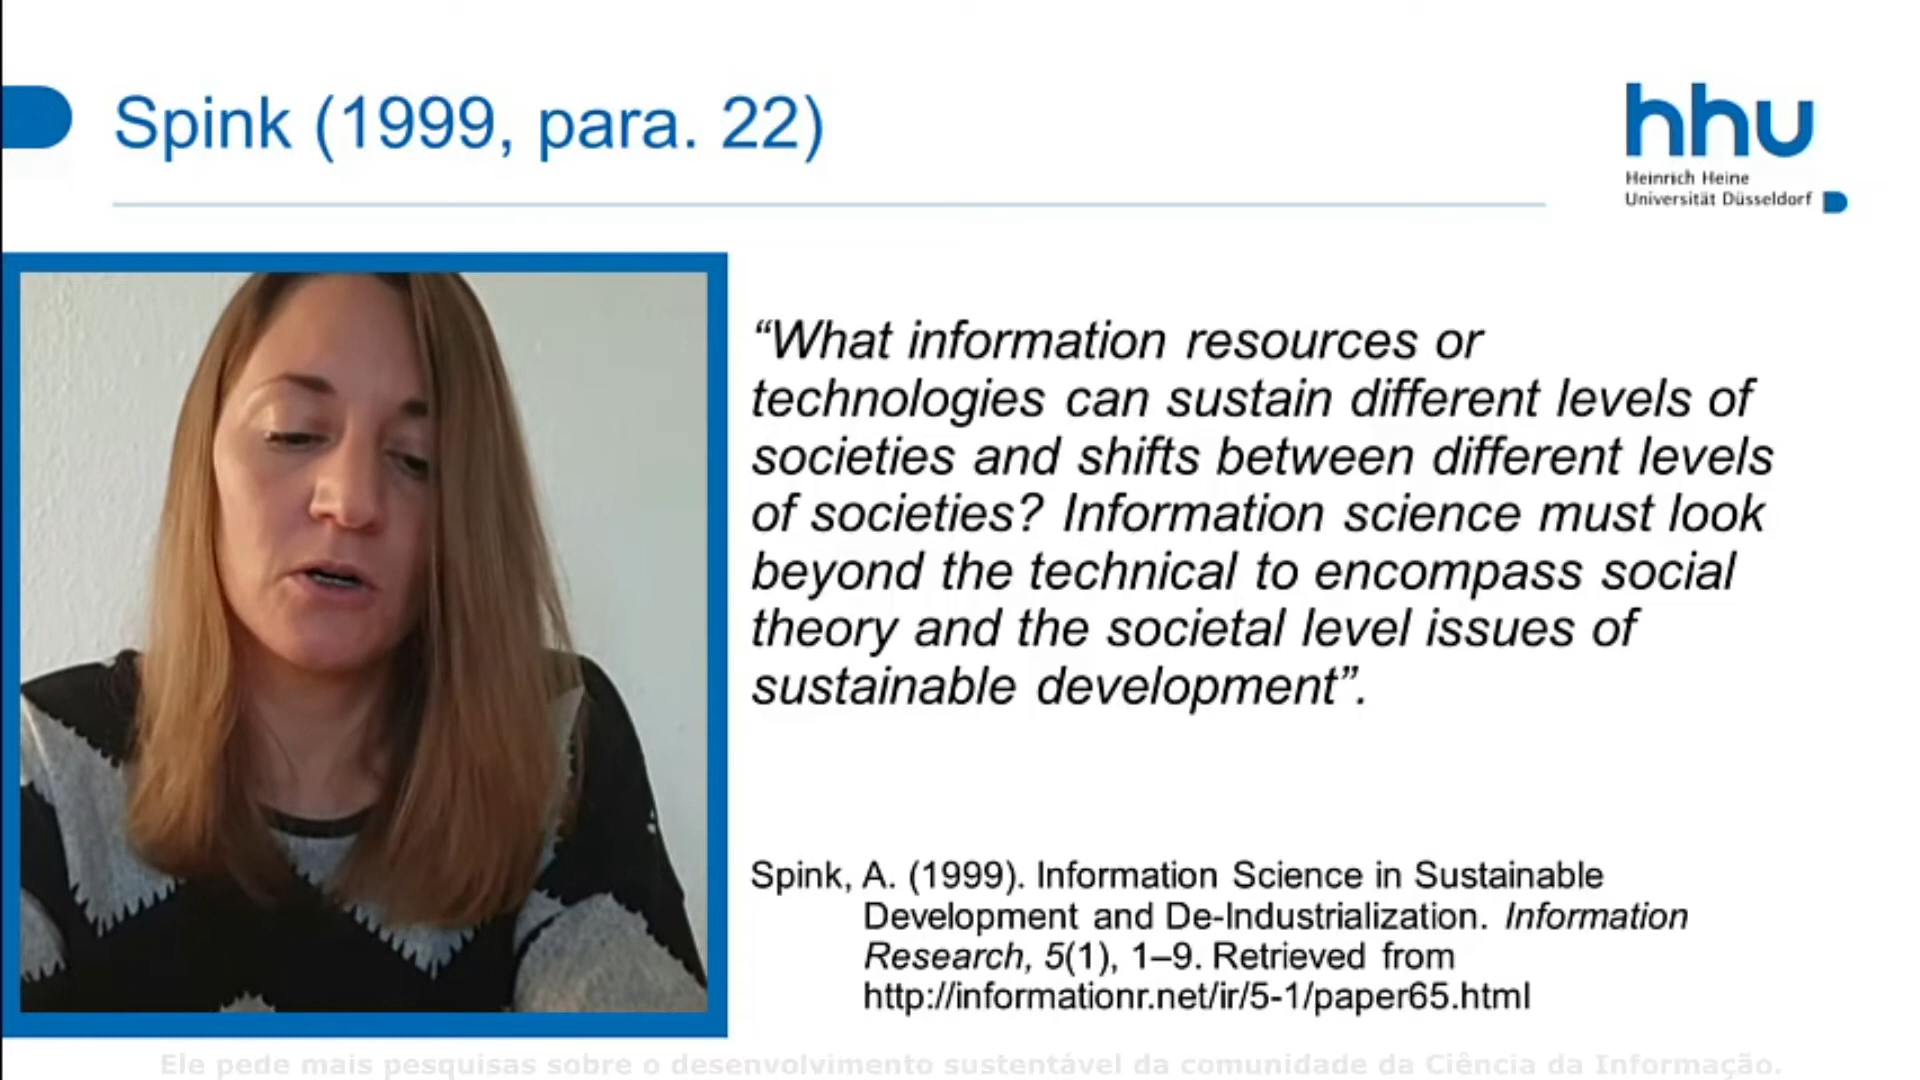 Spink (1999, para. 22)
hhu
Heinrich Heine
Universität Düsseldorf
“What information resources or
technologies can sustain different levels of
societies and shifts between different levels
of societies? Information science must look
beyond the technical to encompass social
theory and the societal level issues of
sustainable development”.
Spink, A. (1999). Information Science in Sustainable
Development and De-Industrialization. Information
Research, 5(1), 1–9. Retrieved from
http://informationr.net/ir/5-1/paper65.html
Ele pede mais pesquisas sobre o desenvolvimento sustentável da comunidade da Ciência da Informação.